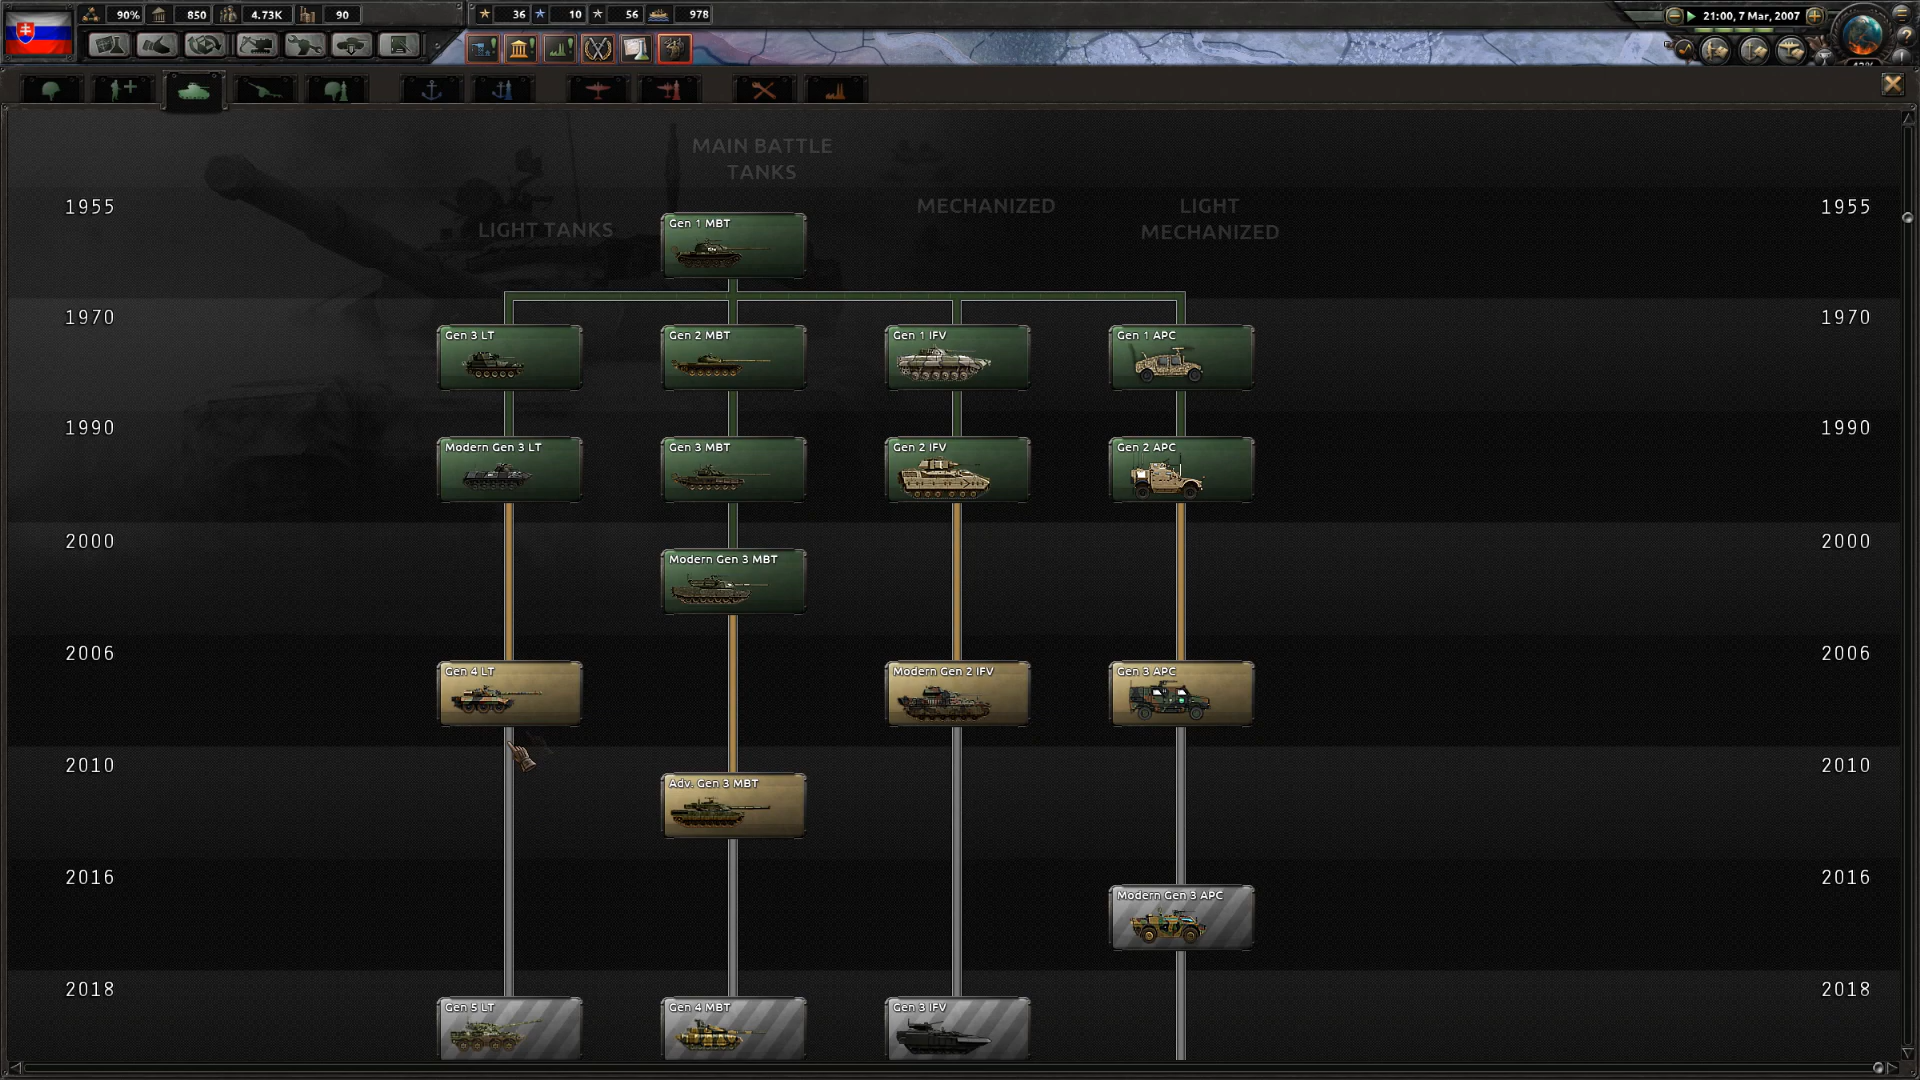 90%
850
4.73K
90
36
10
56
978
21:00, 7 Mar, 2007
MAIN BATTLE
TANKS
LIGHT TANKS
MECHANIZED
LIGHT
MECHANIZED
1955
1955
Gen 1 MBT
1970
1970
Gen 3 LT
Gen 2 MBT
Gen 1 IFV
Gen 1 APC
1990
1990
Modern Gen 3 LT
Gen 3 MBT
Gen 2 IFV
Gen 2 APC
2000
2000
Modern Gen 3 MBT
2006
2006
Gen 4 LT
Modern Gen 2 IFV
Gen 3 APC
2010
2010
Adv. Gen 3 MBT
2016
2016
Modern Gen 3 APC
2018
2018
Gen 5 LT
Gen 4 MBT
Gen 3 IFV